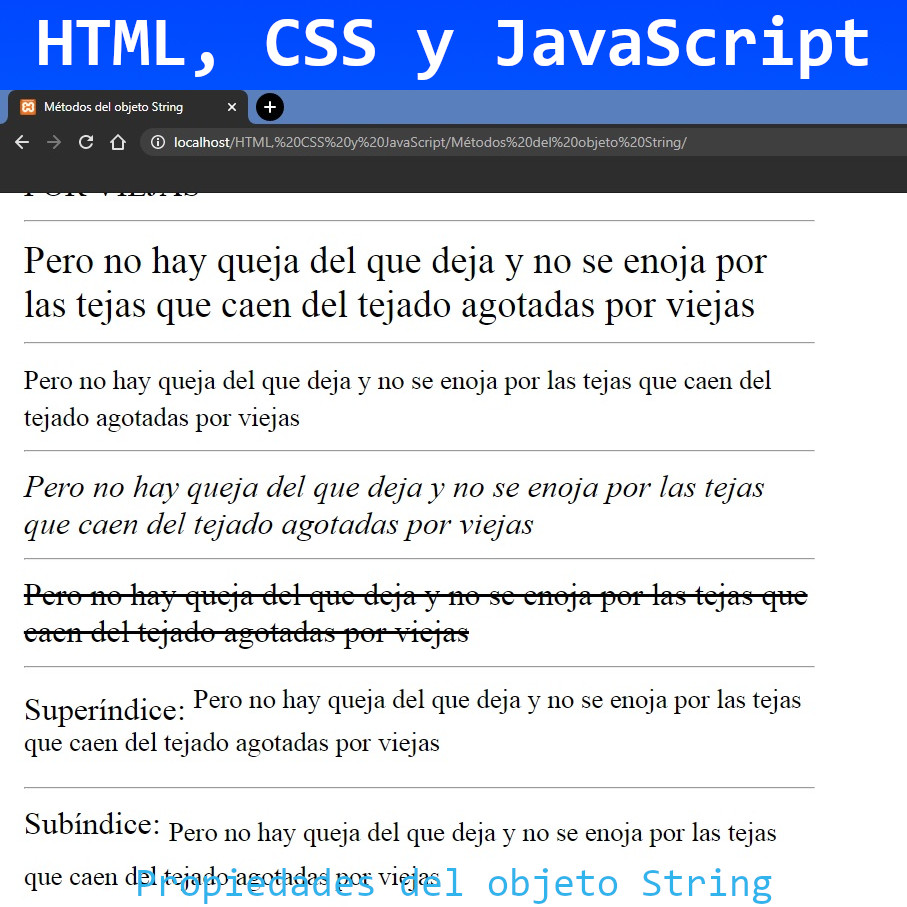 HTML, CSS y JavaScript
Métodos del objeto String
localhost/HTML,%20CSS%20y%20JavaScript/Métodos%20del%20objeto%20String/
POR VIEJAS
Pero no hay queja del que deja y no se enoja por
las tejas que caen del tejado agotadas por viejas
Pero no hay queja del que deja y no se enoja por las tejas que caen del
tejado agotadas por viejas
Pero no hay queja del que deja y no se enoja por las tejas
que caen del tejado agotadas por viejas
Pero no hay queja del que deja y no se enoja por las tejas que
caen del tejado agotadas por viejas
Superíndice: Pero no hay queja del que deja y no se enoja por las tejas
que caen del tejado agotadas por viejas
Subíndice: Pero no hay queja del que deja y no se enoja por las tejas
que caen del tejado agotadas por viejas
Propiedades del objeto String